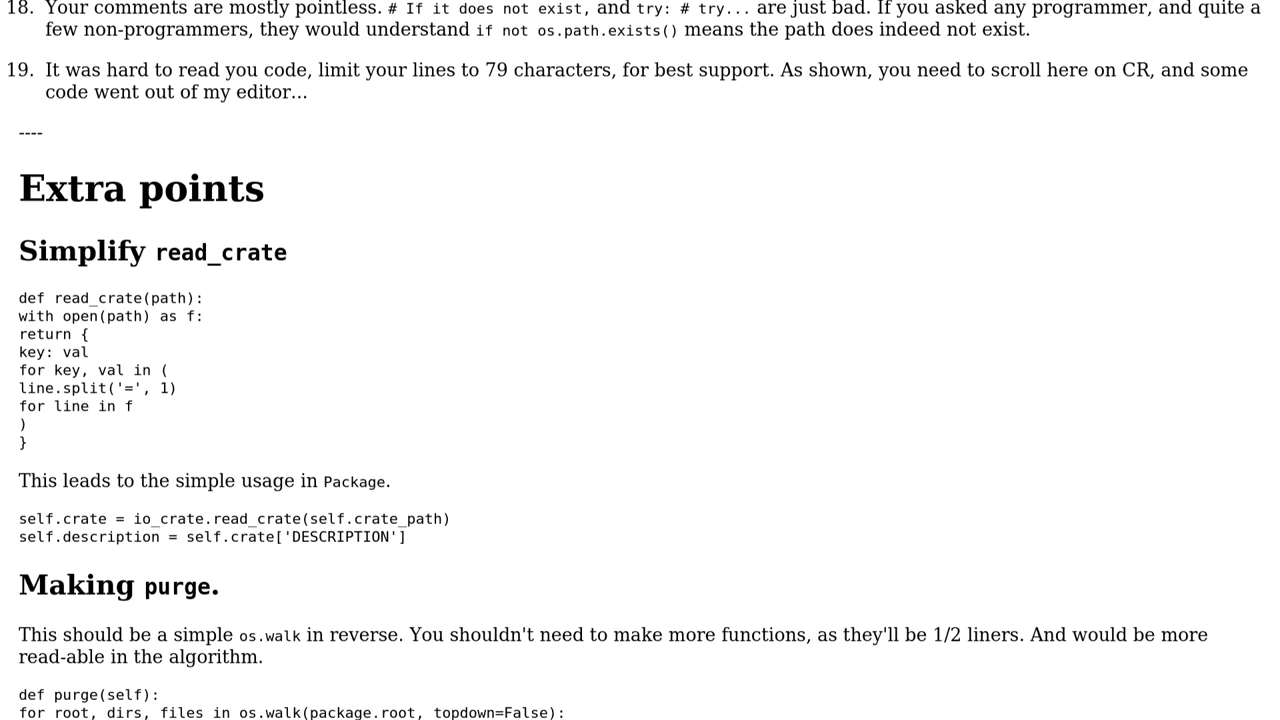 18. Your comments are mostly pointless. # If it does not exist, and try: # try... are just bad. If you asked any programmer, and quite a
few non-programmers, they would understand if not os.path.exists() means the path does indeed not exist.
19. It was hard to read you code, limit your lines to 79 characters, for best support. As shown, you need to scroll here on CR, and some
code went out of my editor...
----
Extra points
Simplify read_crate
def read_crate(path):
with open(path) as f:
return {
key: val
for key, val in (
line.split('=', 1)
for line in f
)
}
This leads to the simple usage in Package.
self.crate = io_crate.read_crate(self.crate_path)
self.description = self.crate['DESCRIPTION']
Making purge.
This should be a simple os.walk in reverse. You shouldn't need to make more functions, as they'll be 1/2 liners. And would be more
read-able in the algorithm.
def purge(self):
for root, dirs, files in os.walk(package.root, topdown=False):